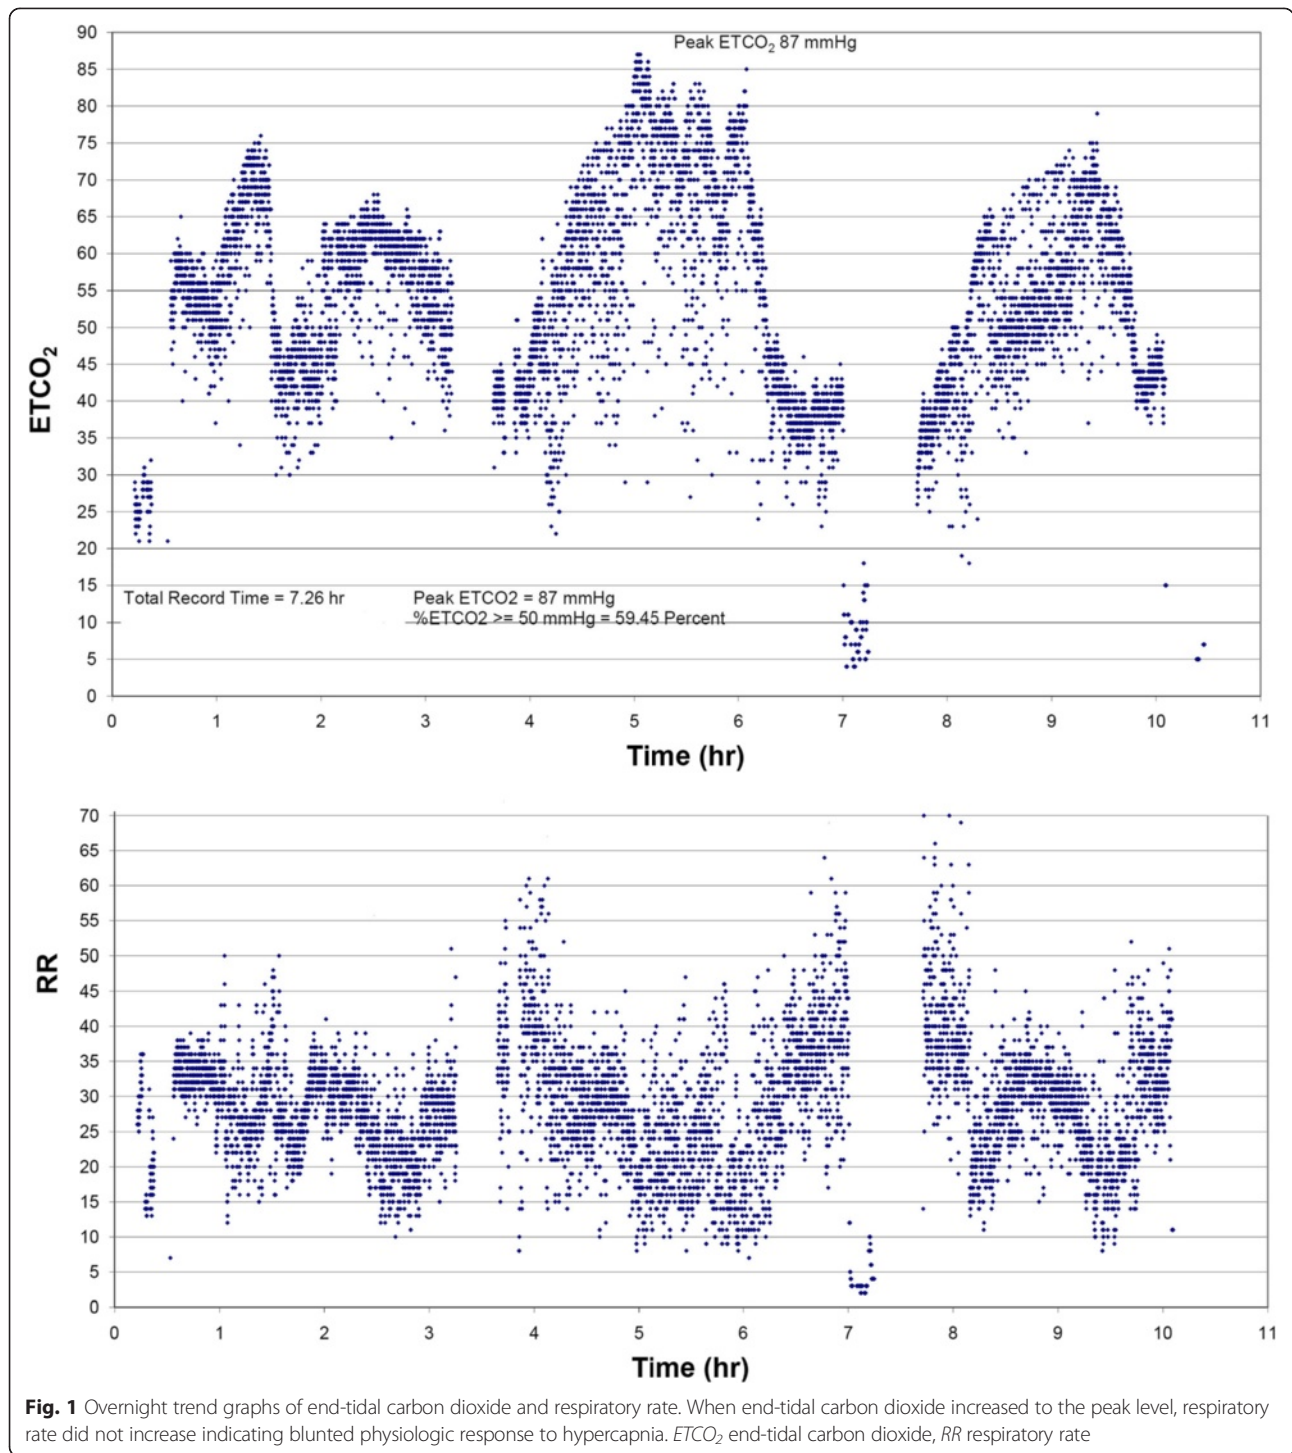 90
Peak ETCO2 87 mmHg
85
80
75
70
65
60
55
50
45
40
35
30
25
20
15
10
5
0
ETCO2
Total Record Time = 7.26 hr
Peak ETCO2 = 87 mmHg
%ETCO2 >= 50 mmHg = 59.45 Percent
0 1 2 3 4 5 6 7 8 9 10 11
Time (hr)
70
65
60
55
50
45
40
35
30
25
20
15
10
5
0
RR
0 1 2 3 4 5 6 7 8 9 10 11
Time (hr)
Fig. 1 Overnight trend graphs of end-tidal carbon dioxide and respiratory rate. When end-tidal carbon dioxide increased to the peak level, respiratory
rate did not increase indicating blunted physiologic response to hypercapnia. ETCO2 end-tidal carbon dioxide, RR respiratory rate